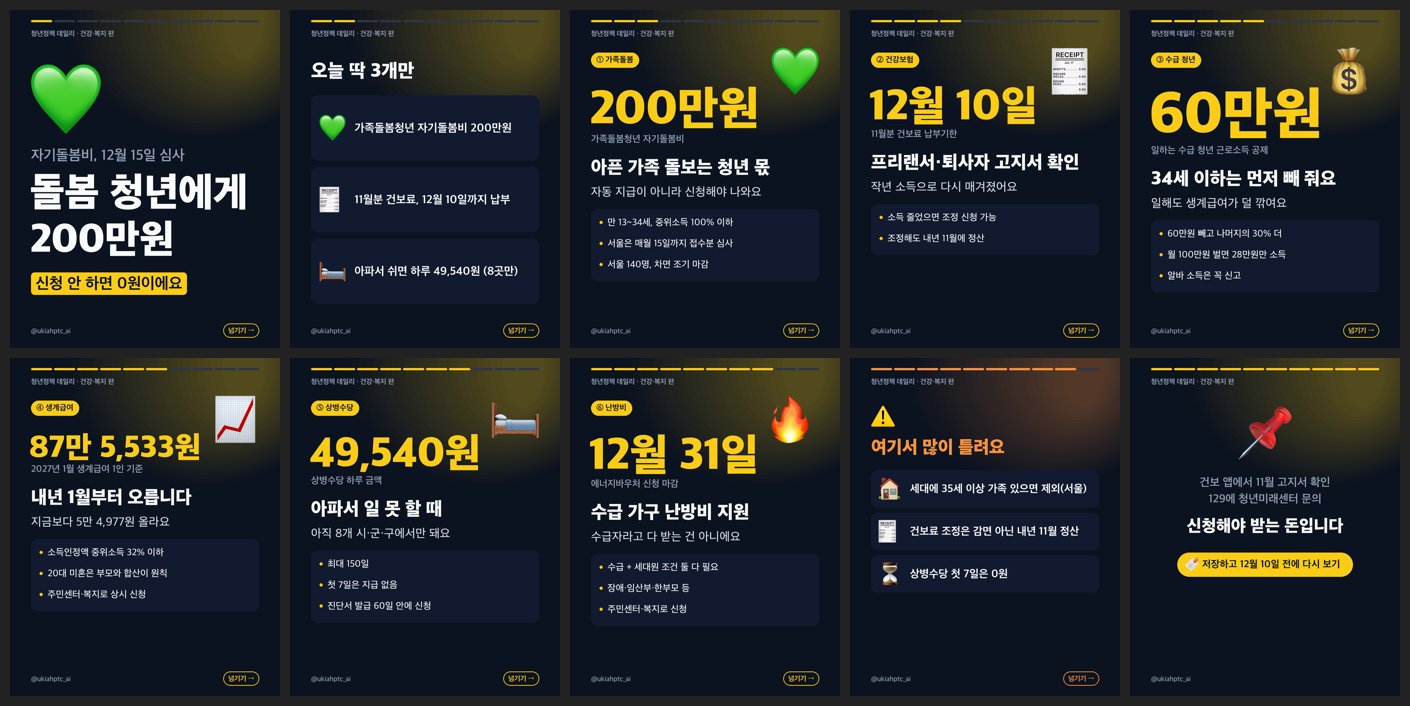 청년정책 데일리 · 건강·복지 편
자기돌봄비, 12월 15일 심사
돌봄 청년에게
200만원
신청 안 하면 0원이에요
@ukiahptc_ai
넘기기 →
청년정책 데일리 · 건강·복지 편
오늘 딱 3개만
가족돌봄청년 자기돌봄비 200만원
11월분 건보료, 12월 10일까지 납부
아파서 쉬면 하루 49,540원 (8곳만)
@ukiahptc_ai
넘기기 →
청년정책 데일리 · 건강·복지 편
① 가족돌봄
200만원
가족돌봄청년 자기돌봄비
아픈 가족 돌보는 청년 몫
자동 지급이 아니라 신청해야 나와요
• 만 13~34세, 중위소득 100% 이하
• 서울은 매월 15일까지 접수분 심사
• 서울 140명, 차면 조기 마감
@ukiahptc_ai
넘기기 →
청년정책 데일리 · 건강·복지 편
② 건강보험
RECEIPT
12월 10일
11월분 건보료 납부기한
프리랜서·퇴사자 고지서 확인
작년 소득으로 다시 매겨졌어요
• 소득 줄었으면 조정 신청 가능
• 조정해도 내년 11월에 정산
@ukiahptc_ai
넘기기 →
청년정책 데일리 · 건강·복지 편
③ 수급 청년
60만원
일하는 수급 청년 근로소득 공제
34세 이하는 먼저 빼 줘요
일해도 생계급여가 덜 깎여요
• 60만원 빼고 나머지의 30% 더
• 월 100만원 벌면 28만원만 소득
• 알바 소득은 꼭 신고
@ukiahptc_ai
넘기기 →
청년정책 데일리 · 건강·복지 편
④ 생계급여
87만 5,533원
2027년 1월 생계급여 1인 기준
내년 1월부터 오릅니다
지금보다 5만 4,977원 올라요
• 소득인정액 중위소득 32% 이하
• 20대 미혼은 부모와 합산이 원칙
• 주민센터·복지로 상시 신청
@ukiahptc_ai
넘기기 →
청년정책 데일리 · 건강·복지 편
⑤ 상병수당
49,540원
상병수당 하루 금액
아파서 일 못 할 때
아직 8개 시·군·구에서만 돼요
• 최대 150일
• 첫 7일은 지급 없음
• 진단서 발급 60일 안에 신청
@ukiahptc_ai
넘기기 →
청년정책 데일리 · 건강·복지 편
⑥ 난방비
12월 31일
에너지바우처 신청 마감
수급 가구 난방비 지원
수급자라고 다 받는 건 아니에요
• 수급 + 세대원 조건 둘 다 필요
• 장애·임산부·한부모 등
• 주민센터·복지로 신청
@ukiahptc_ai
넘기기 →
청년정책 데일리 · 건강·복지 편
여기서 많이 틀려요
세대에 35세 이상 가족 있으면 제외(서울)
건보료 조정은 감면 아닌 내년 11월 정산
상병수당 첫 7일은 0원
@ukiahptc_ai
넘기기 →
청년정책 데일리 · 건강·복지 편
건보 앱에서 11월 고지서 확인
129에 청년미래센터 문의
신청해야 받는 돈입니다
저장하고 12월 10일 전에 다시 보기
@ukiahptc_ai